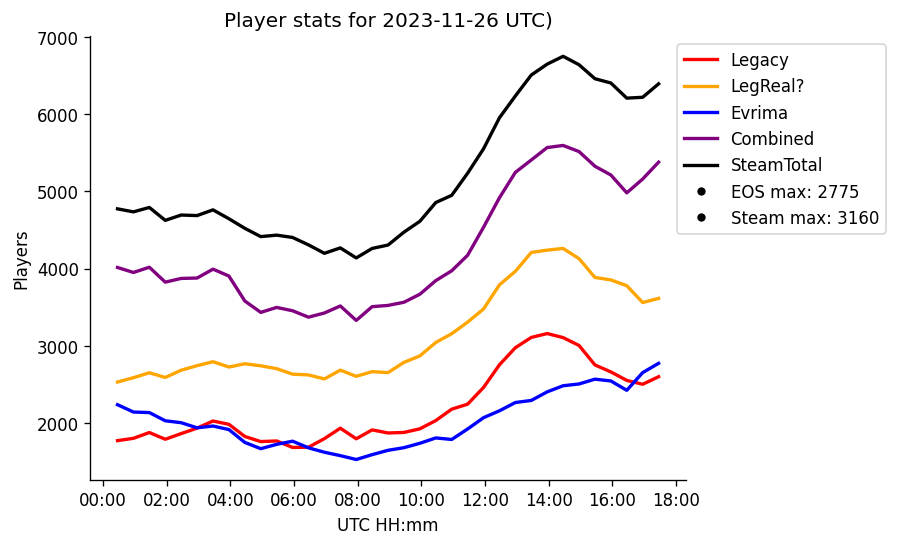 Player stats for 2023-11-26 UTC)
7000
6000
5000
4000
3000
2000
Players
00:00 02:00 04:00 06:00 08:00 10:00 12:00 14:00 16:00 18:00
UTC HH:mm
Legacy
LegReal?
Evrima
Combined
SteamTotal
EOS max: 2775
Steam max: 3160